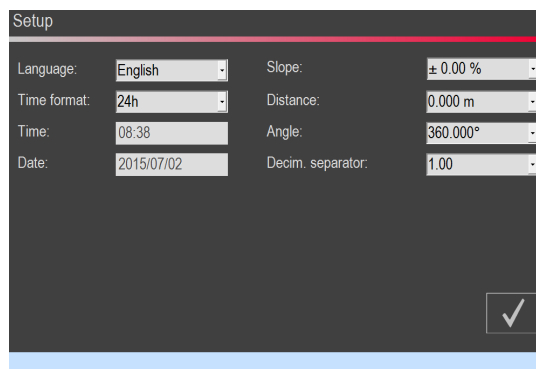 Setup
Language: English Slope: ± 0.00 %
Time format: 24h Distance: 0.000 m
Time: 08:38 Angle: 360.000°
Date: 2015/07/02 Decim. separator: 1.00